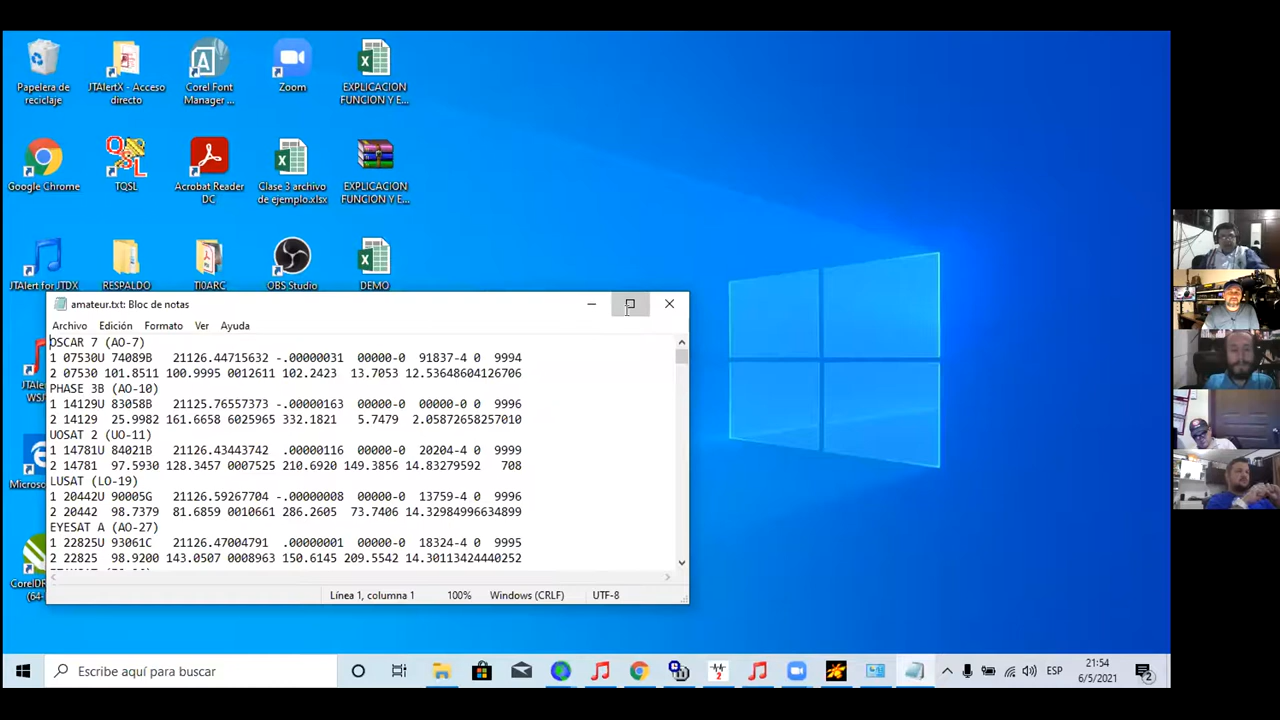 Papelera de
reciclaje
JTAlertX - Acceso
directo
Corel Font
Manager ...
Zoom
EXPLICACION
FUNCION Y E...
Google Chrome
QSL
TQSL
Acrobat Reader
DC
Clase 3 archivo
de ejemplo.xlsx
EXPLICACION
FUNCION Y E...
JTAlert for JTDX
RESPALDO
TI0ARC
OBS Studio
DEMO
amateur.txt: Bloc de notas
Archivo Edición Formato Ver Ayuda
OSCAR 7 (AO-7)
1 07530U 74089B 21126.44715632 -.00000031 00000-0 91837-4 0 9994
2 07530 101.8511 100.9995 0012611 102.2423 13.7053 12.53648604126706
PHASE 3B (AO-10)
1 14129U 83058B 21125.76557373 -.00000163 00000-0 00000-0 0 9996
2 14129 25.9982 161.6658 6025965 332.1821 5.7479 2.05872658257010
UOSAT 2 (UO-11)
1 14781U 84021B 21126.43443742 .00000116 00000-0 20204-4 0 9999
2 14781 97.5930 128.3457 0007525 210.6920 149.3856 14.83279592 708
LUSAT (LO-19)
1 20442U 90005G 21126.59267704 -.00000008 00000-0 13759-4 0 9996
2 20442 98.7379 81.6859 0010661 286.2605 73.7406 14.32984996634899
EYESAT A (AO-27)
1 22825U 93061C 21126.47004791 .00000001 00000-0 18324-4 0 9995
2 22825 98.9200 143.0507 0008963 150.6145 209.5542 14.30113424440252
Línea 1, columna 1 100% Windows (CRLF) UTF-8
Escribe aquí para buscar
ESP
21:54
6/5/2021
2